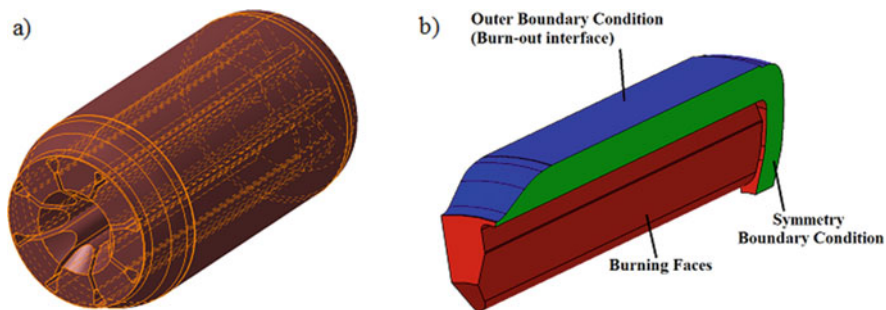 a)
b)
Outer Boundary Condition
(Burn-out interface)
Symmetry
Boundary Condition
Burning Faces